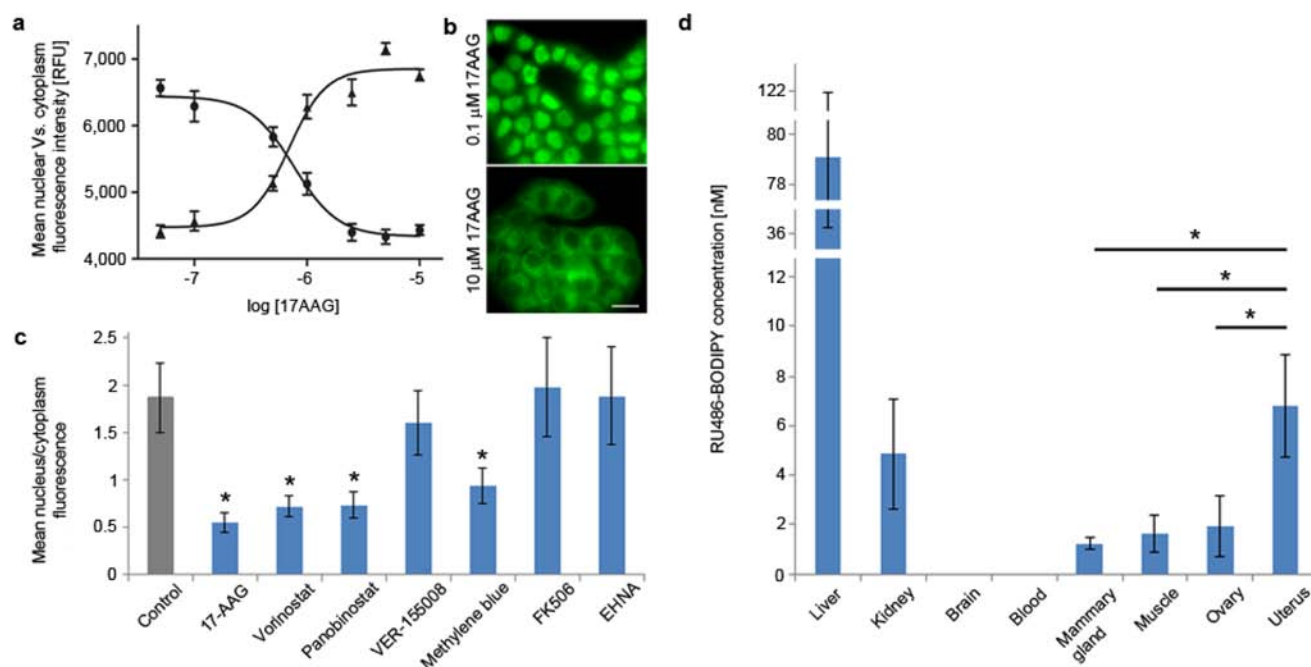 a
Mean nuclear Vs. cytoplasm
fluorescence intensity [RFU]
7,000
6,000
5,000
4,000
-7
-6
-5
log [17AAG]
b
0.1 µM 17AAG
10 µM 17AAG
c
Mean nucleus/cytoplasm
fluorescence
2.5
2
1.5
1
0.5
0
*
*
*
*
Control
17-AAG
Vorinostat
Panobinostat
VER-155008
Methylene blue
FK506
EHNA
d
RU486-BODIPY concentration [nM]
122
80
78
36
12
10
8
6
4
2
0
*
*
*
Liver
Kidney
Brain
Blood
Mammary
gland
Muscle
Ovary
Uterus